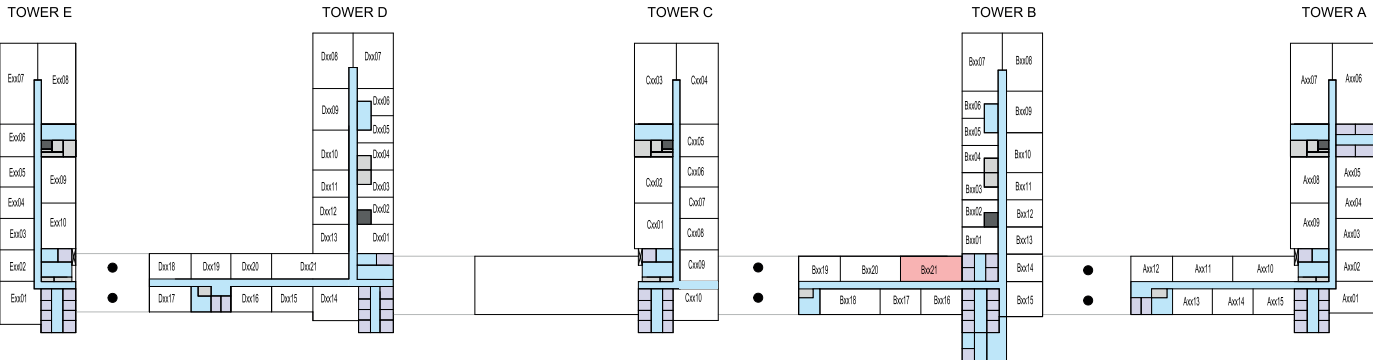 TOWER E TOWER D TOWER C TOWER B TOWER A
Exx07 Exx08
Exx06
Exx05 Exx09
Exx04
Exx03 Exx10
Exx02
Exx01
Dxx08 Dxx07
Dxx09 Dxx06
Dxx05
Dxx10 Dxx04
Dxx11 Dxx03
Dxx12 Dxx02
Dxx13 Dxx01
Dxx18 Dxx19 Dxx20 Dxx21
Dxx17 Dxx16 Dxx15 Dxx14
Cxx03 Cxx04
Cxx05
Cxx02 Cxx06
Cxx07
Cxx01 Cxx08
Cxx09
Cxx10
Bxx07 Bxx08
Bxx06 Bxx09
Bxx05
Bxx04 Bxx10
Bxx03 Bxx11
Bxx02 Bxx12
Bxx01 Bxx13
Bxx19 Bxx20 Bxx21 Bxx14
Bxx18 Bxx17 Bxx16 Bxx15
Axx07 Axx06
Axx08 Axx05
Axx04
Axx09 Axx03
Axx12 Axx11 Axx10 Axx02
Axx13 Axx14 Axx15 Axx01